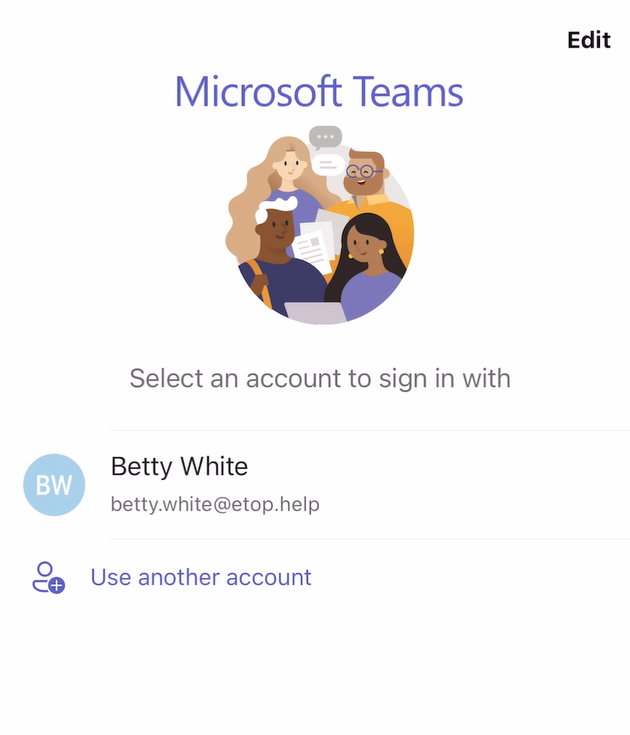 Edit
Microsoft Teams
Select an account to sign in with
BW
Betty White
betty.white@etop.help
Use another account